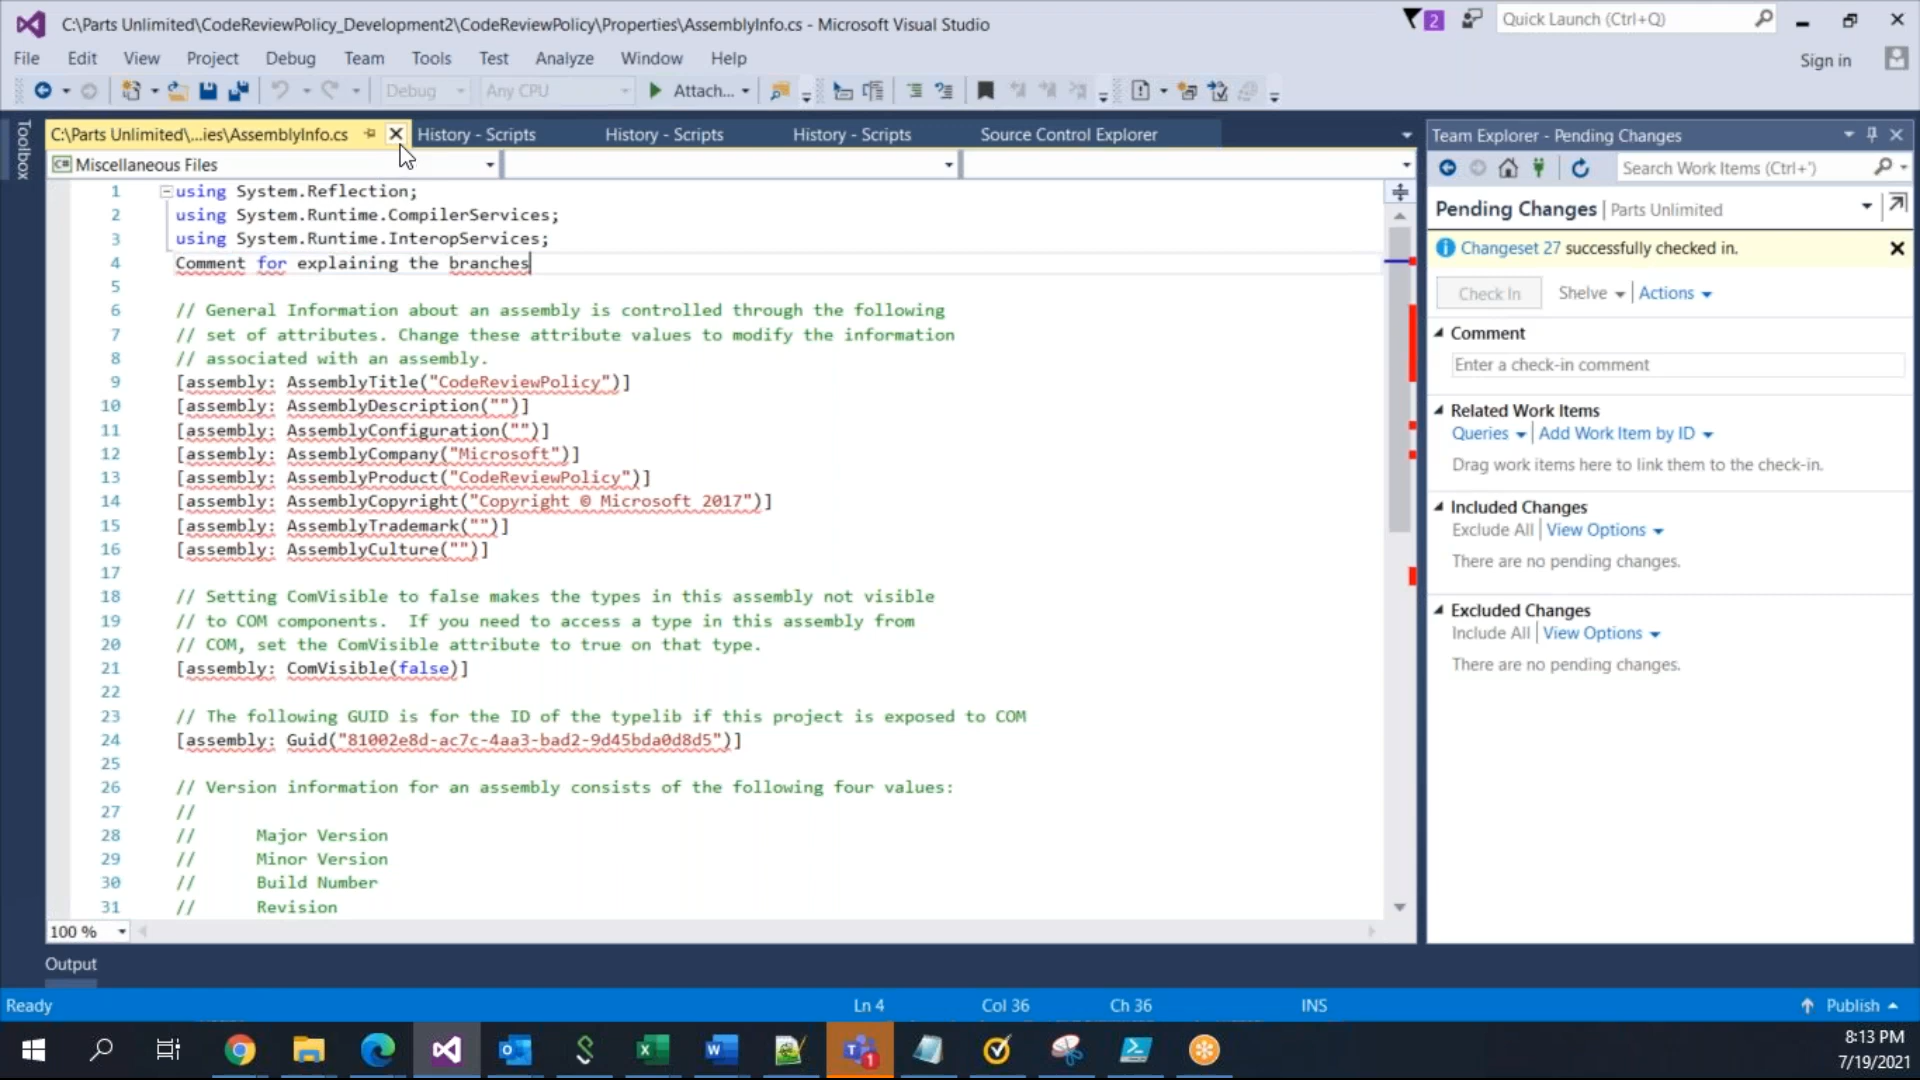 C:\Parts Unlimited\CodeReviewPolicy_Development2\CodeReviewPolicy\Properties\AssemblyInfo.cs - Microsoft Visual Studio
2
Quick Launch (Ctrl+Q)
File Edit View Project Debug Team Tools Test Analyze Window Help
Sign in
Debug Any CPU Attach...
Toolbox
C:\Parts Unlimited\...ies\AssemblyInfo.cs History - Scripts History - Scripts History - Scripts Source Control Explorer
Miscellaneous Files
1 using System.Reflection;
2 using System.Runtime.CompilerServices;
3 using System.Runtime.InteropServices;
4 Comment for explaining the branches
5
6 // General Information about an assembly is controlled through the following
7 // set of attributes. Change these attribute values to modify the information
8 // associated with an assembly.
9 [assembly: AssemblyTitle("CodeReviewPolicy")]
10 [assembly: AssemblyDescription("")]
11 [assembly: AssemblyConfiguration("")]
12 [assembly: AssemblyCompany("Microsoft")]
13 [assembly: AssemblyProduct("CodeReviewPolicy")]
14 [assembly: AssemblyCopyright("Copyright © Microsoft 2017")]
15 [assembly: AssemblyTrademark("")]
16 [assembly: AssemblyCulture("")]
17
18 // Setting ComVisible to false makes the types in this assembly not visible
19 // to COM components.  If you need to access a type in this assembly from
20 // COM, set the ComVisible attribute to true on that type.
21 [assembly: ComVisible(false)]
22
23 // The following GUID is for the ID of the typelib if this project is exposed to COM
24 [assembly: Guid("81002e8d-ac7c-4aa3-bad2-9d45bda0d8d5")]
25
26 // Version information for an assembly consists of the following four values:
27 //
28 //      Major Version
29 //      Minor Version
30 //      Build Number
31 //      Revision
100 %
Team Explorer - Pending Changes
Search Work Items (Ctrl+')
Pending Changes | Parts Unlimited
Changeset 27 successfully checked in.
Check In Shelve Actions
Comment
Enter a check-in comment
Related Work Items
Queries Add Work Item by ID
Drag work items here to link them to the check-in.
Included Changes
Exclude All View Options
There are no pending changes.
Excluded Changes
Include All View Options
There are no pending changes.
Output
Ready Ln 4 Col 36 Ch 36 INS Publish
1
8:13 PM
7/19/2021